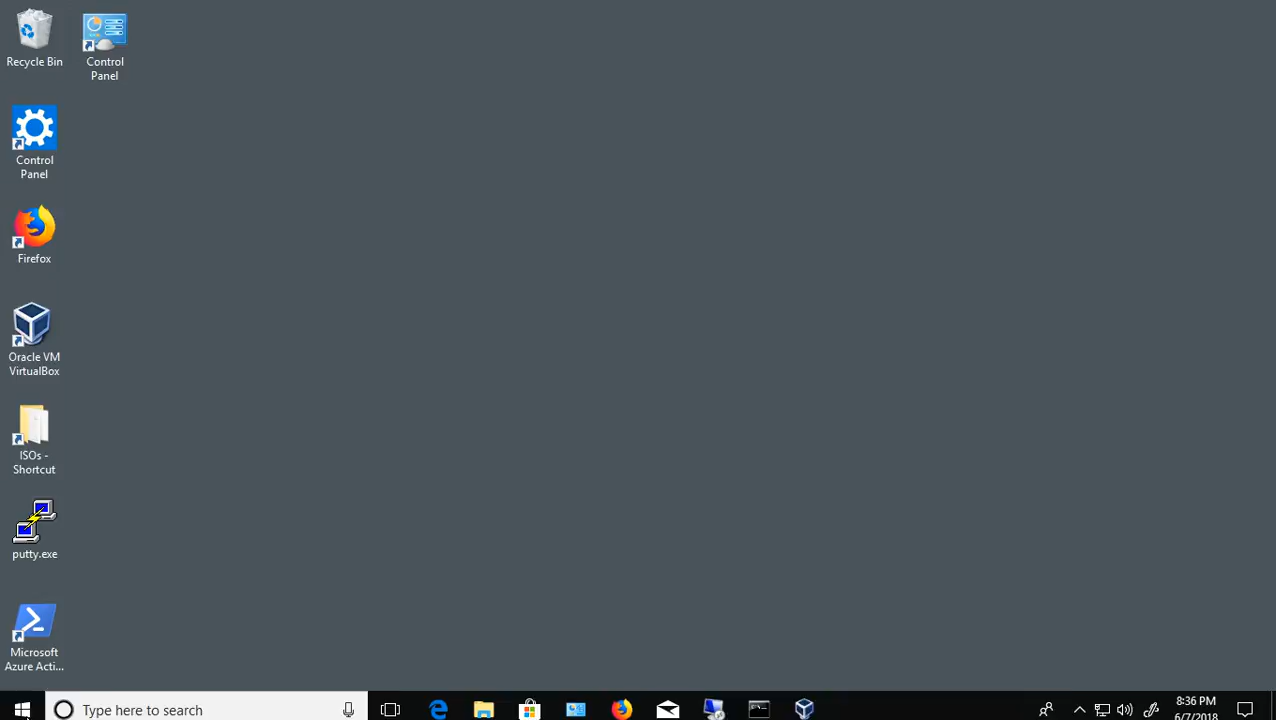 Recycle Bin
Control
Panel
Control
Panel
Firefox
Oracle VM
VirtualBox
ISOs -
Shortcut
putty.exe
Microsoft
Azure Acti...
Type here to search
8:36 PM
6/7/2018